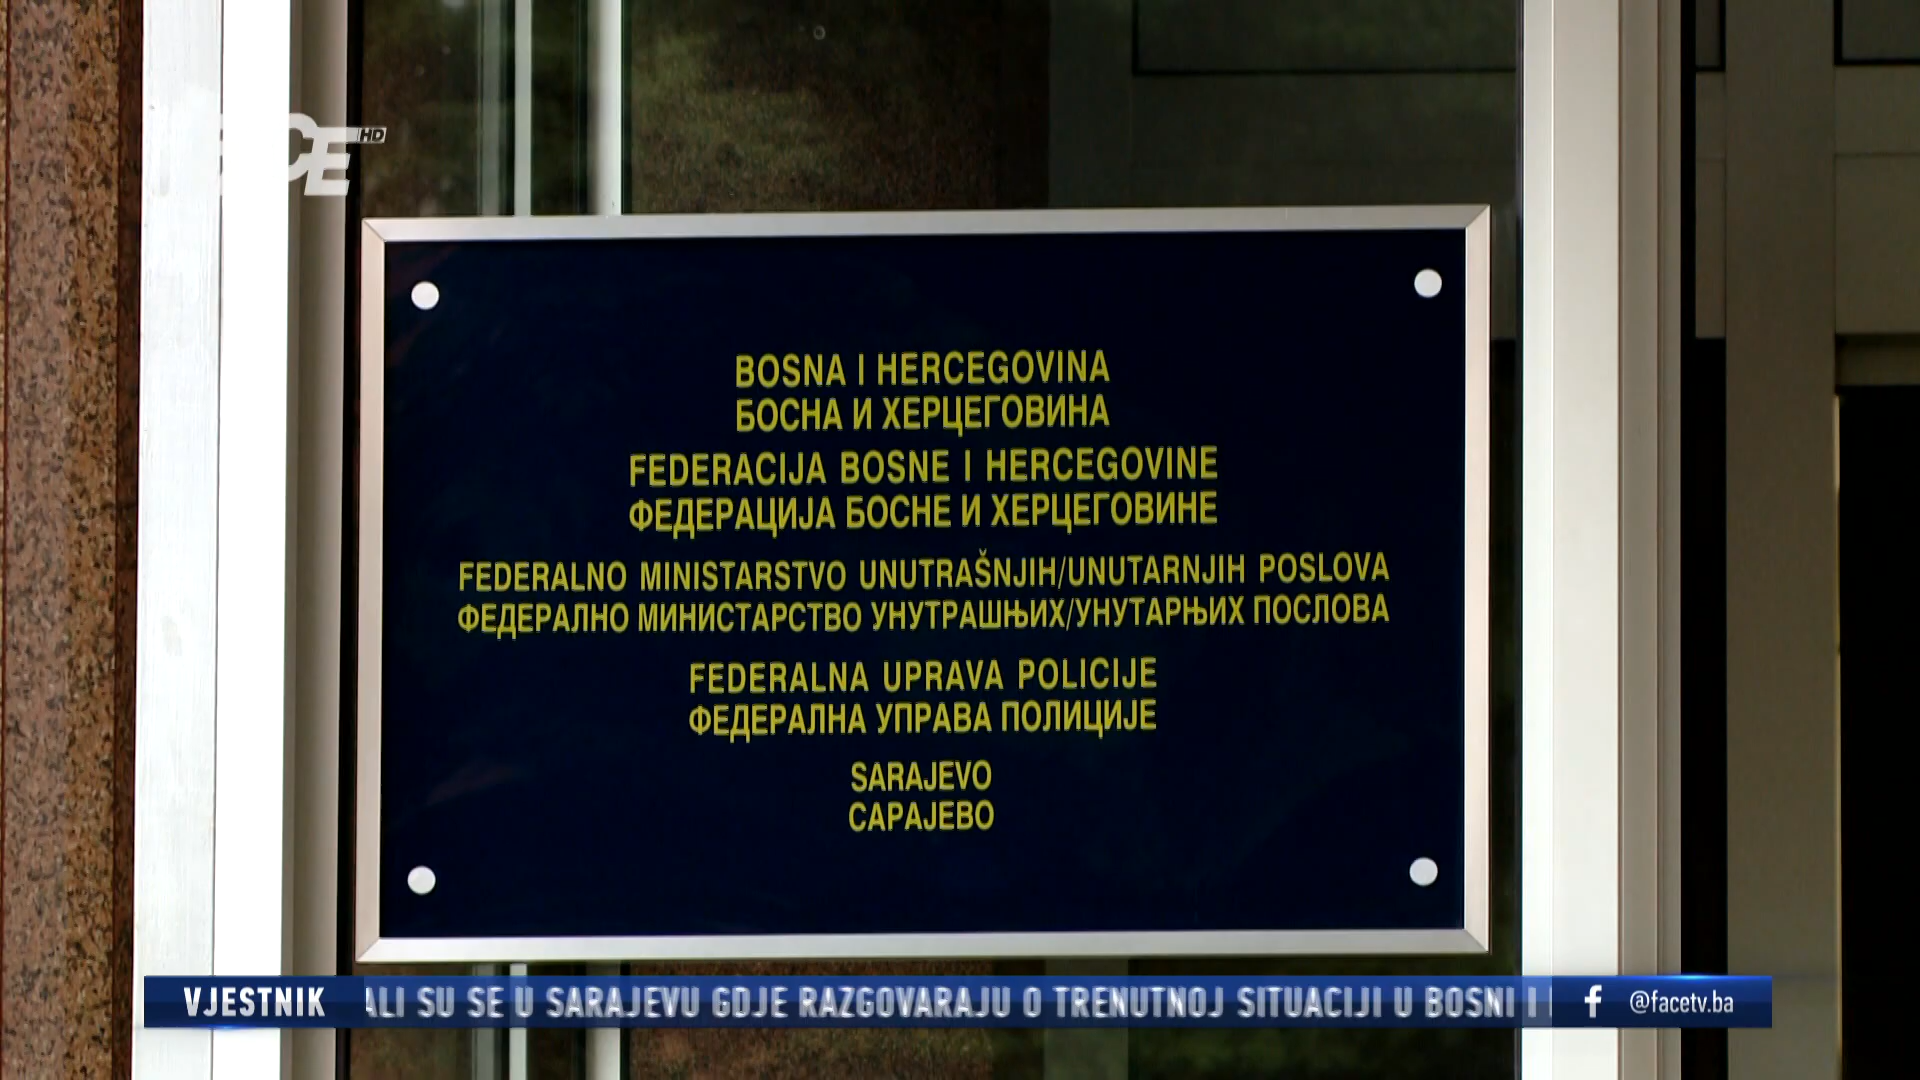 HD
BOSNA I HERCEGOVINA
БОСНА И ХЕРЦЕГОВИНА
FEDERACIJA BOSNE I HERCEGOVINE
ФЕДЕРАЦИЈА БОСНЕ И ХЕРЦЕГОВИНЕ
FEDERALNO MINISTARSTVO UNUTRAŠNJIH/UNUTARNJIH POSLOVA
ФЕДЕРАЛНО МИНИСТАРСТВО УНУТРАШЊИХ/УНУТАРЊИХ ПОСЛОВА
FEDERALNA UPRAVA POLICIJE
ФЕДЕРАЛНА УПРАВА ПОЛИЦИЈЕ
SARAJEVO
САРАЈЕВО
VJESTNIK
SU SE U SARAJEVU GDJE RAZGOVARAJU O TRENUTNOJ SITUACIJI U BOSNI I
@facetv.ba